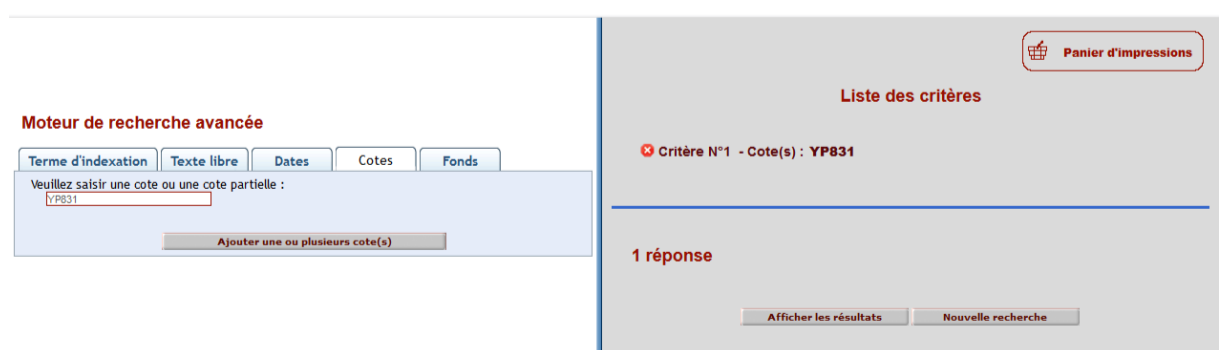 Moteur de recherche avancée
Terme d'indexation Texte libre Dates Cotes Fonds
Veuillez saisir une cote ou une cote partielle :
YP831
Ajouter une ou plusieurs cote(s)
Panier d'impressions
Liste des critères
Critère N°1 - Cote(s) : YP831
1 réponse
Afficher les résultats Nouvelle recherche